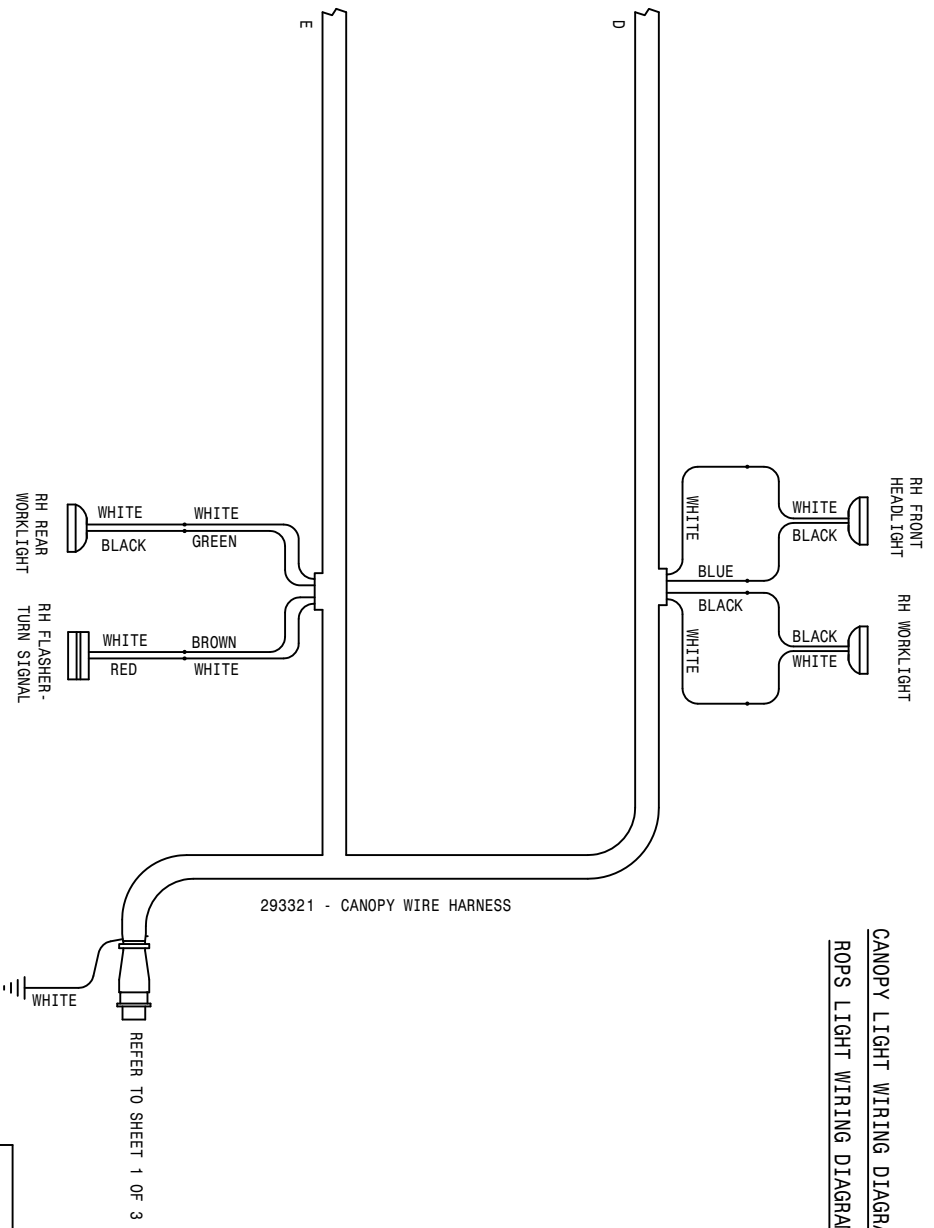 E
D
RH FRONT
HEADLIGHT
WHITE
BLACK
WHITE
BLUE
BLACK
WHITE
RH WORKLIGHT
BLACK
WHITE
RH REAR
WORKLIGHT
WHITE
BLACK
WHITE
GREEN
RH FLASHER-
TURN SIGNAL
WHITE
RED
BROWN
WHITE
293321 - CANOPY WIRE HARNESS
WHITE
REFER TO SHEET 1 OF 3
CANOPY LIGHT WIRING DIAGRA
ROPS LIGHT WIRING DIAGRA